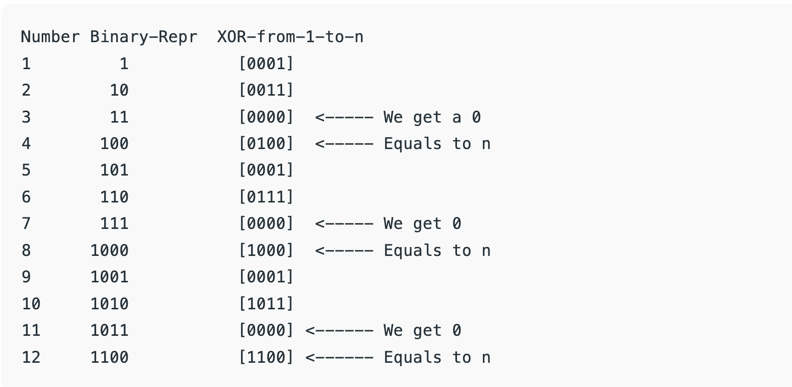 Number Binary-Repr  XOR-from-1-to-n
1         1           [0001]
2        10           [0011]
3        11           [0000]  <----- We get a 0
4       100           [0100]  <----- Equals to n
5       101           [0001]
6       110           [0111]
7       111           [0000]  <----- We get 0
8      1000           [1000]  <----- Equals to n
9      1001           [0001]
10     1010           [1011]
11     1011           [0000] <------ We get 0
12     1100           [1100] <------ Equals to n